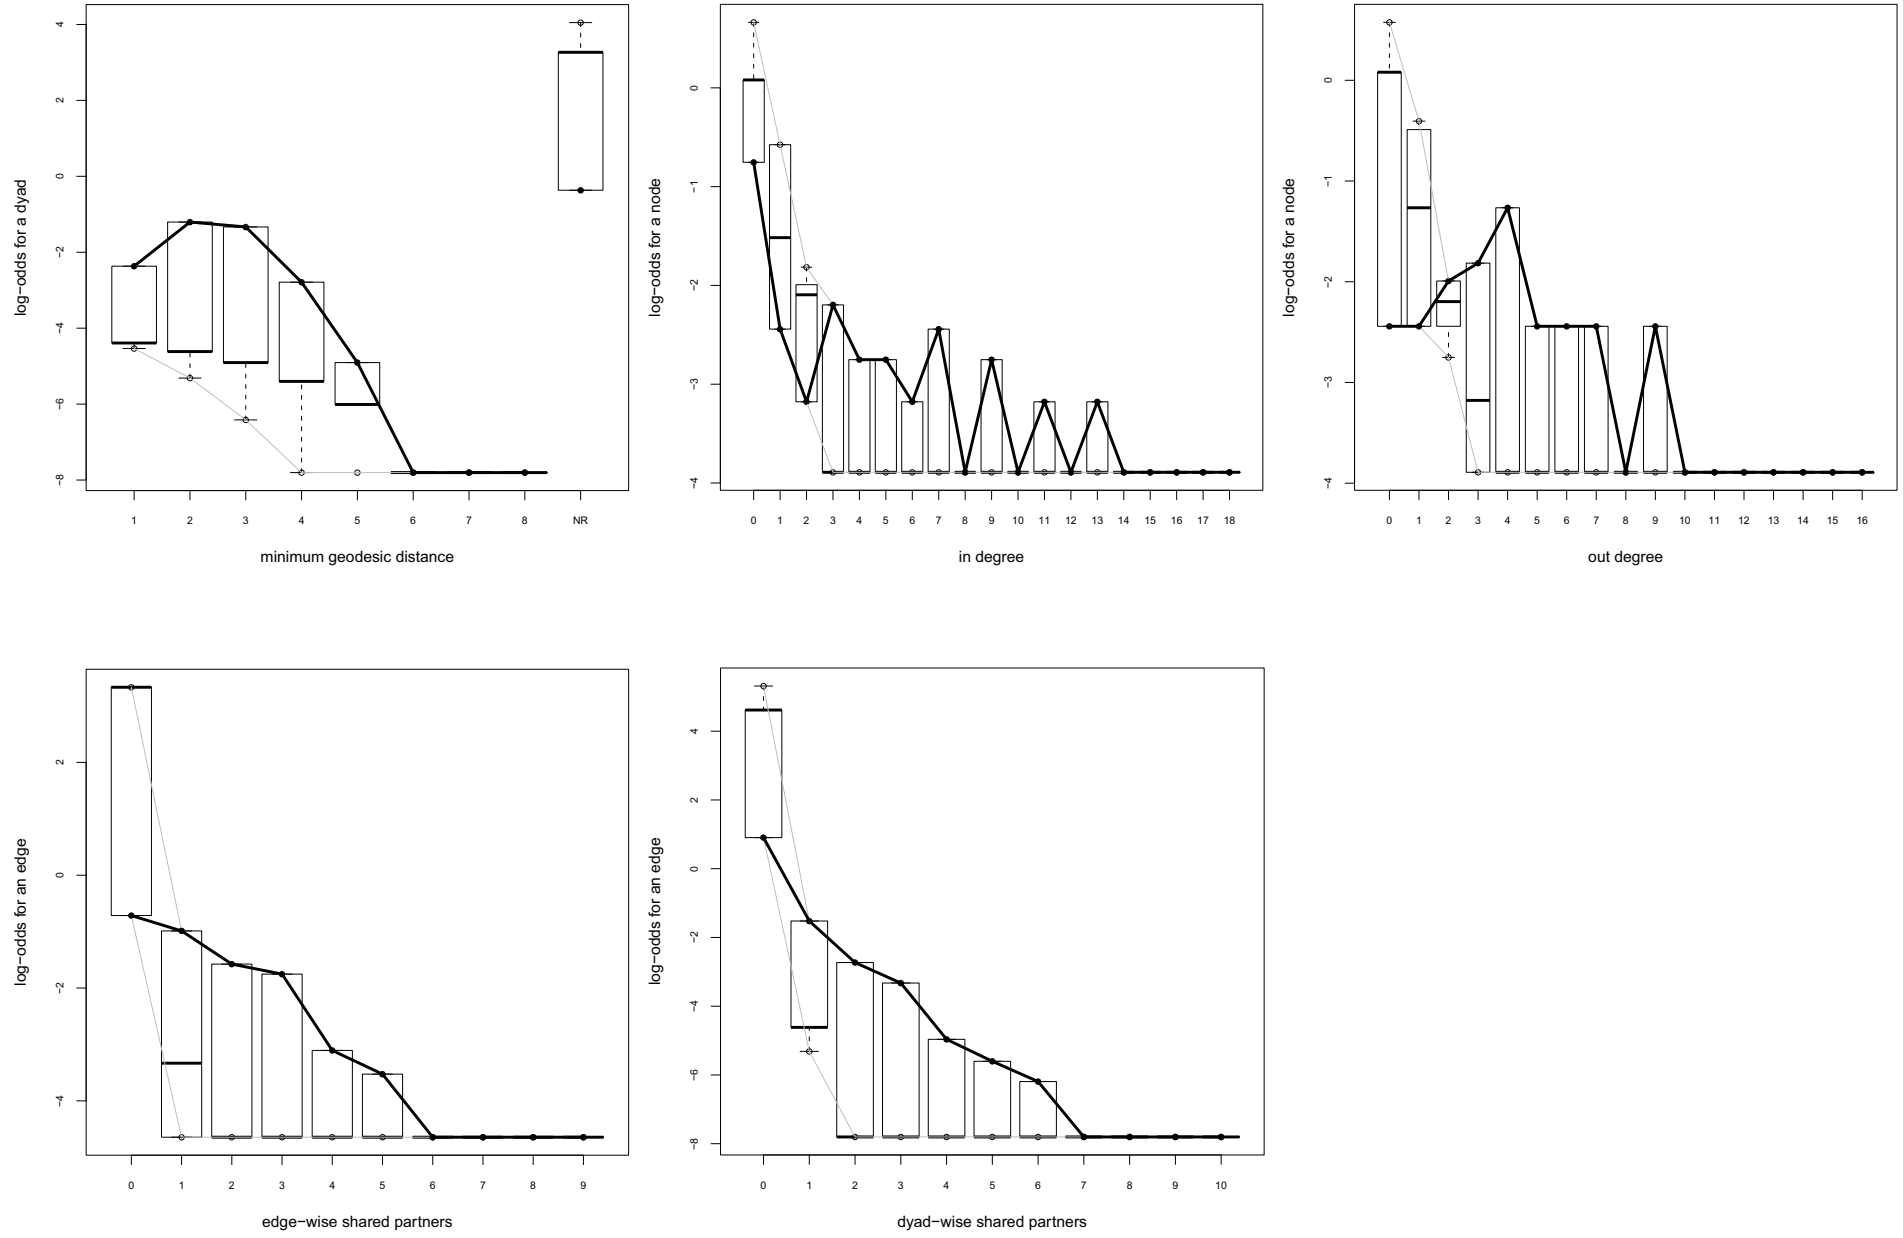 4
2
0
−2
−4
−6
−8
log−odds for a dyad
1 2 3 4 5 6 7 8 NR
minimum geodesic distance
0
−1
−2
−3
−4
log−odds for a node
0 1 2 3 4 5 6 7 8 9 10 11 12 13 14 15 16 17 18
in degree
0
−1
−2
−3
−4
log−odds for a node
0 1 2 3 4 5 6 7 8 9 10 11 12 13 14 15 16
out degree
2
0
−2
−4
log−odds for an edge
0 1 2 3 4 5 6 7 8 9
edge−wise shared partners
4
2
0
−2
−4
−6
−8
log−odds for an edge
0 1 2 3 4 5 6 7 8 9 10
dyad−wise shared partners